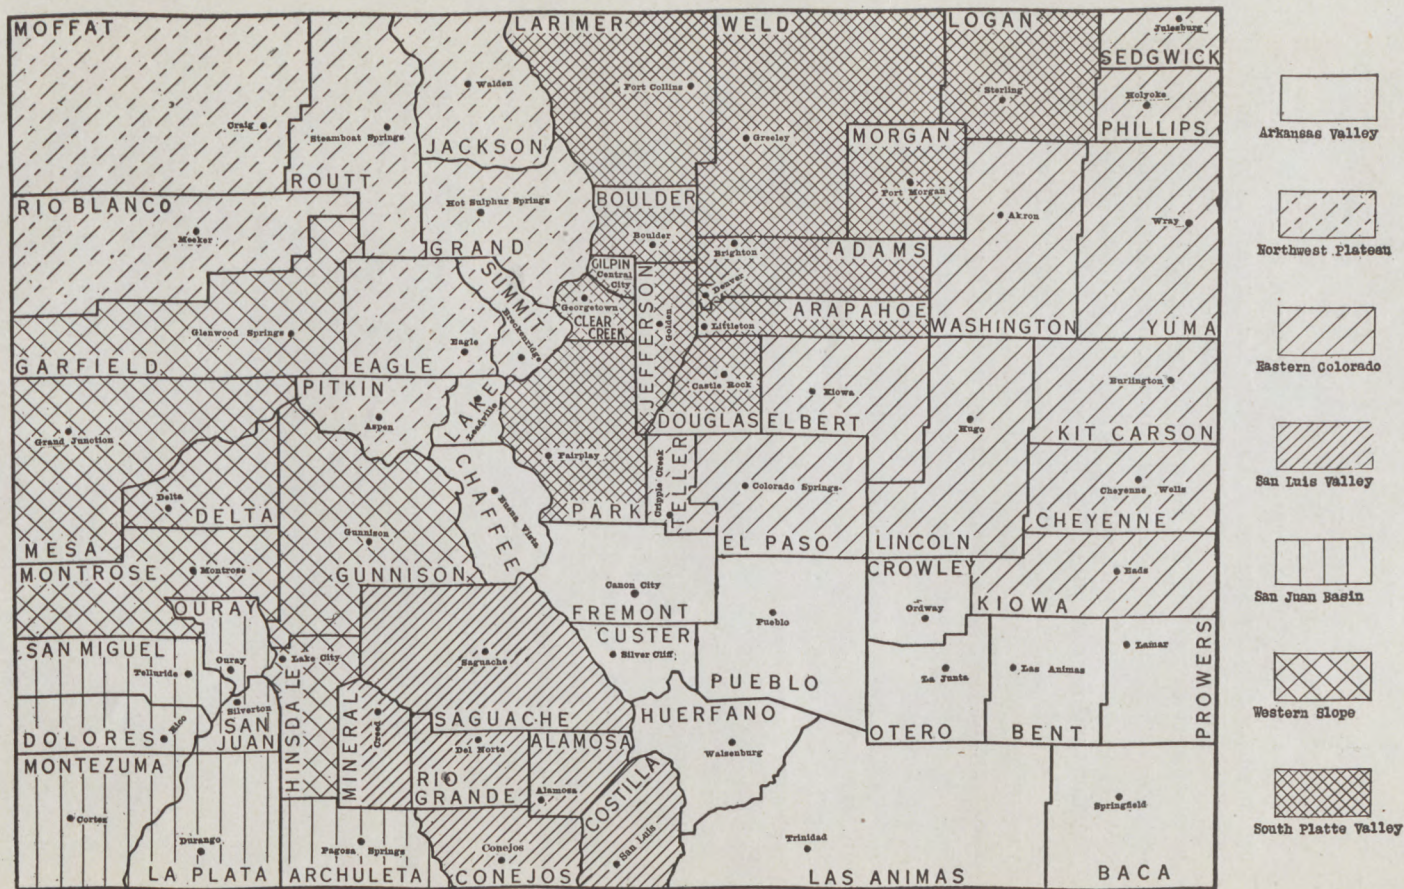 MOFFAT
LARIMER
WELD
LOGAN
Julesburg
SEDGWICK
Walden
Fort Collins
Sterling
Holyoke
PHILLIPS
Craig
Steamboat Springs
JACKSON
Greeley
MORGAN
ROUTT
Fort Morgan
RIO BLANCO
Hot Sulphur Springs
BOULDER
Akron
Wray
Meeker
GRAND
Boulder
Brighton
ADAMS
SUMMIT
GILPIN
Central
City
JEFFERSON
Denver
Georgetown
CLEAR
CREEK
Golden
Littleton
ARAPAHOE
WASHINGTON
YUMA
Glenwood Springs
Breckenridge
GARFIELD
Eagle
EAGLE
PITKIN
LAKE
Leadville
Castle Rock
Kiowa
Burlington
Aspen
DOUGLAS
ELBERT
Hugo
KIT CARSON
Grand Junction
CHAFFEE
Fairplay
Cripple Creek
TELLER
Colorado Springs
Cheyenne Wells
Delta
DELTA
Buena Vista
PARK
CHEYENNE
Gunnison
EL PASO
LINCOLN
MESA
MONTROSE
Montrose
GUNNISON
CROWLEY
Eads
OURAY
Canon City
FREMONT
Pueblo
Ordway
KIOWA
SAN MIGUEL
CUSTER
Silver Cliff
Lamar
PROWERS
Telluride
Ouray
Lake City
Saguache
Las Animas
La Junta
PUEBLO
Silverton
HINSDALE
MINERAL
Creed
SAGUACHE
HUERFANO
OTERO
BENT
DOLORES
Rico
SAN
JUAN
Del Norte
ALAMOSA
Walsenburg
MONTEZUMA
RIO
GRANDE
Alamosa
COSTILLA
Springfield
Cortez
Durango
Pagosa Springs
Conejos
San Luis
Trinidad
LA PLATA
ARCHULETA
CONEJOS
LAS ANIMAS
BACA
Arkansas Valley
Northwest Plateau
Eastern Colorado
San Luis Valley
San Juan Basin
Western Slope
South Platte Valley